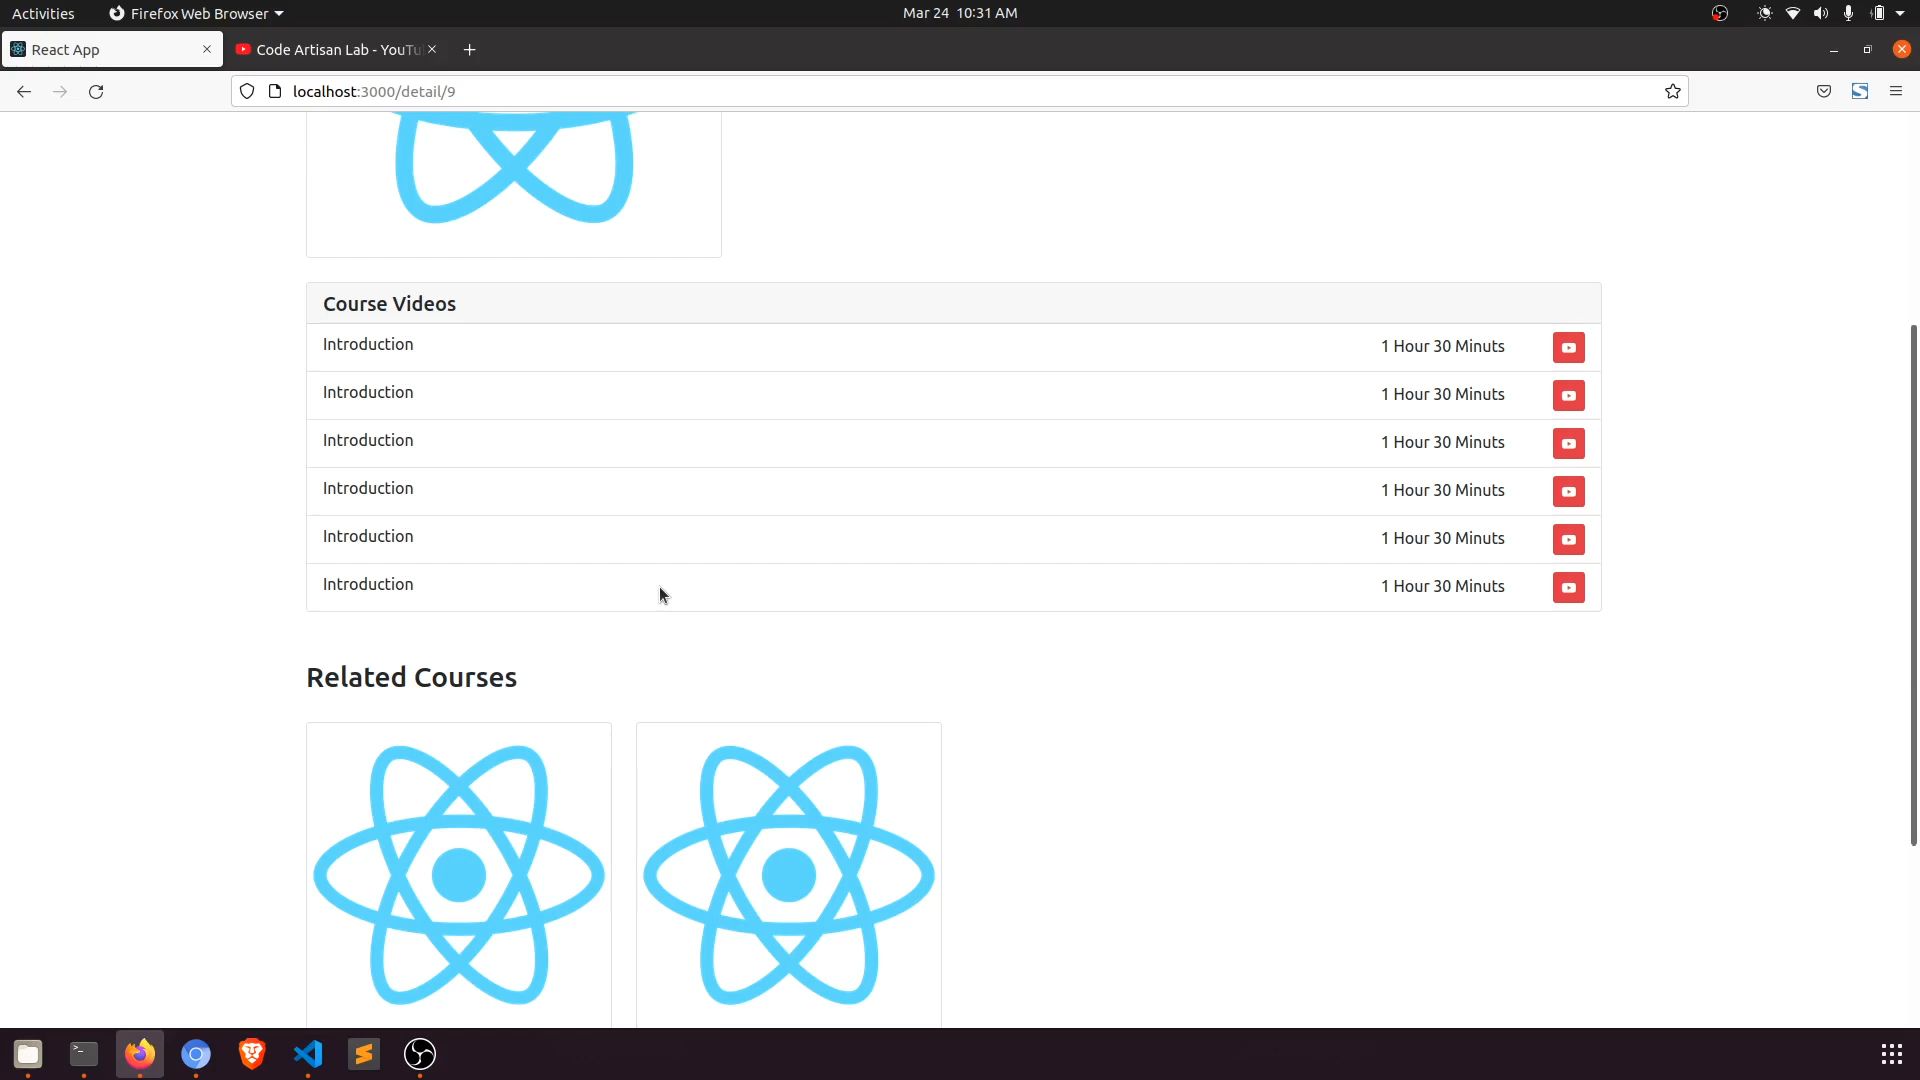 Activities Firefox Web Browser Mar 24 10:31 AM
React App Code Artisan Lab - YouTu
localhost:3000/detail/9
Course Videos
Introduction 1 Hour 30 Minuts
Introduction 1 Hour 30 Minuts
Introduction 1 Hour 30 Minuts
Introduction 1 Hour 30 Minuts
Introduction 1 Hour 30 Minuts
Introduction 1 Hour 30 Minuts
Related Courses